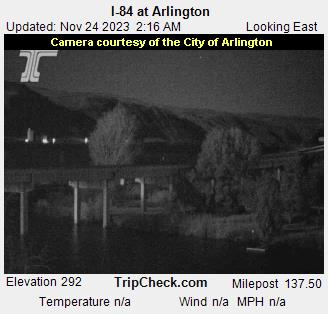 I-84 at Arlington
Updated: Nov 24 2023 2:16 AM Looking East
Camera courtesy of the City of Arlington
Elevation 292 TripCheck.com Milepost 137.50
Temperature n/a Wind n/a MPH n/a